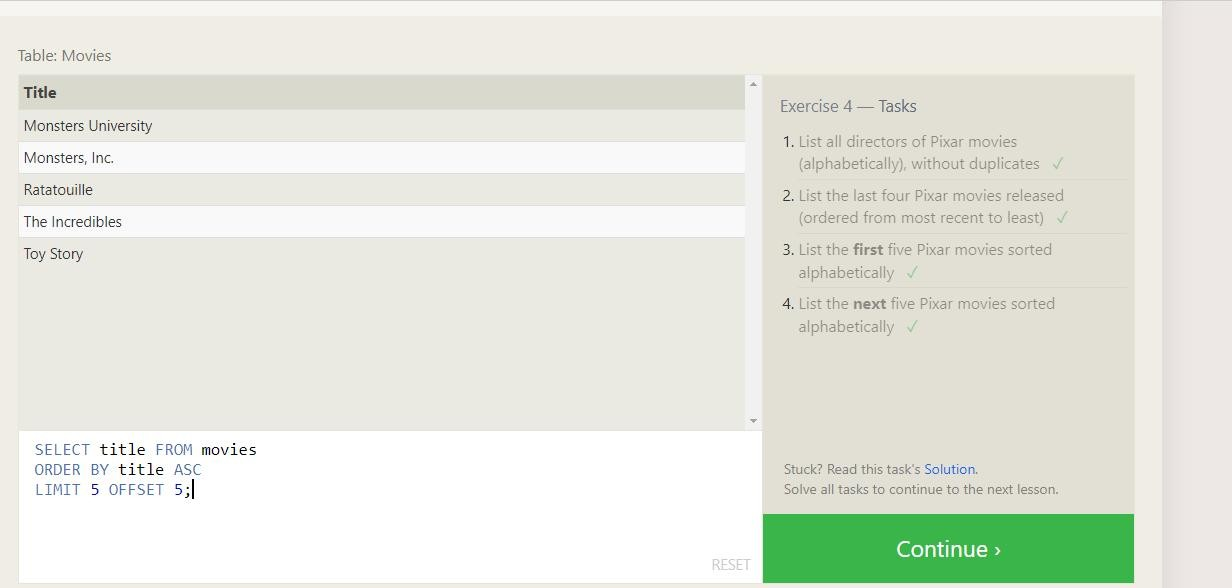 Table: Movies
Title
Monsters University
Monsters, Inc.
Ratatouille
The Incredibles
Toy Story
SELECT title FROM movies
ORDER BY title ASC
LIMIT 5 OFFSET 5;
RESET
Exercise 4 — Tasks
1. List all directors of Pixar movies
(alphabetically), without duplicates ✓
2. List the last four Pixar movies released
(ordered from most recent to least) ✓
3. List the first five Pixar movies sorted
alphabetically ✓
4. List the next five Pixar movies sorted
alphabetically ✓
Stuck? Read this task's Solution.
Solve all tasks to continue to the next lesson.
Continue ›